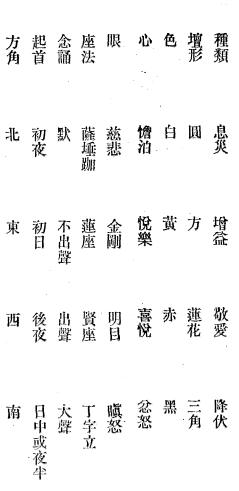 種類　息災　增益　敬愛　降伏
壇形　圓　方　蓮花　三角
色　白　黃　赤　黑
心　憺泊　悅樂　喜悅　忿怒
眼　慈悲　金剛　明目　瞋怒
座法　薩埵跏　蓮座　賢座　丁字立
念誦　默　不出聲　出聲　大聲
起首　初夜　初日　後夜　日中或夜半
方角　北　東　西　南